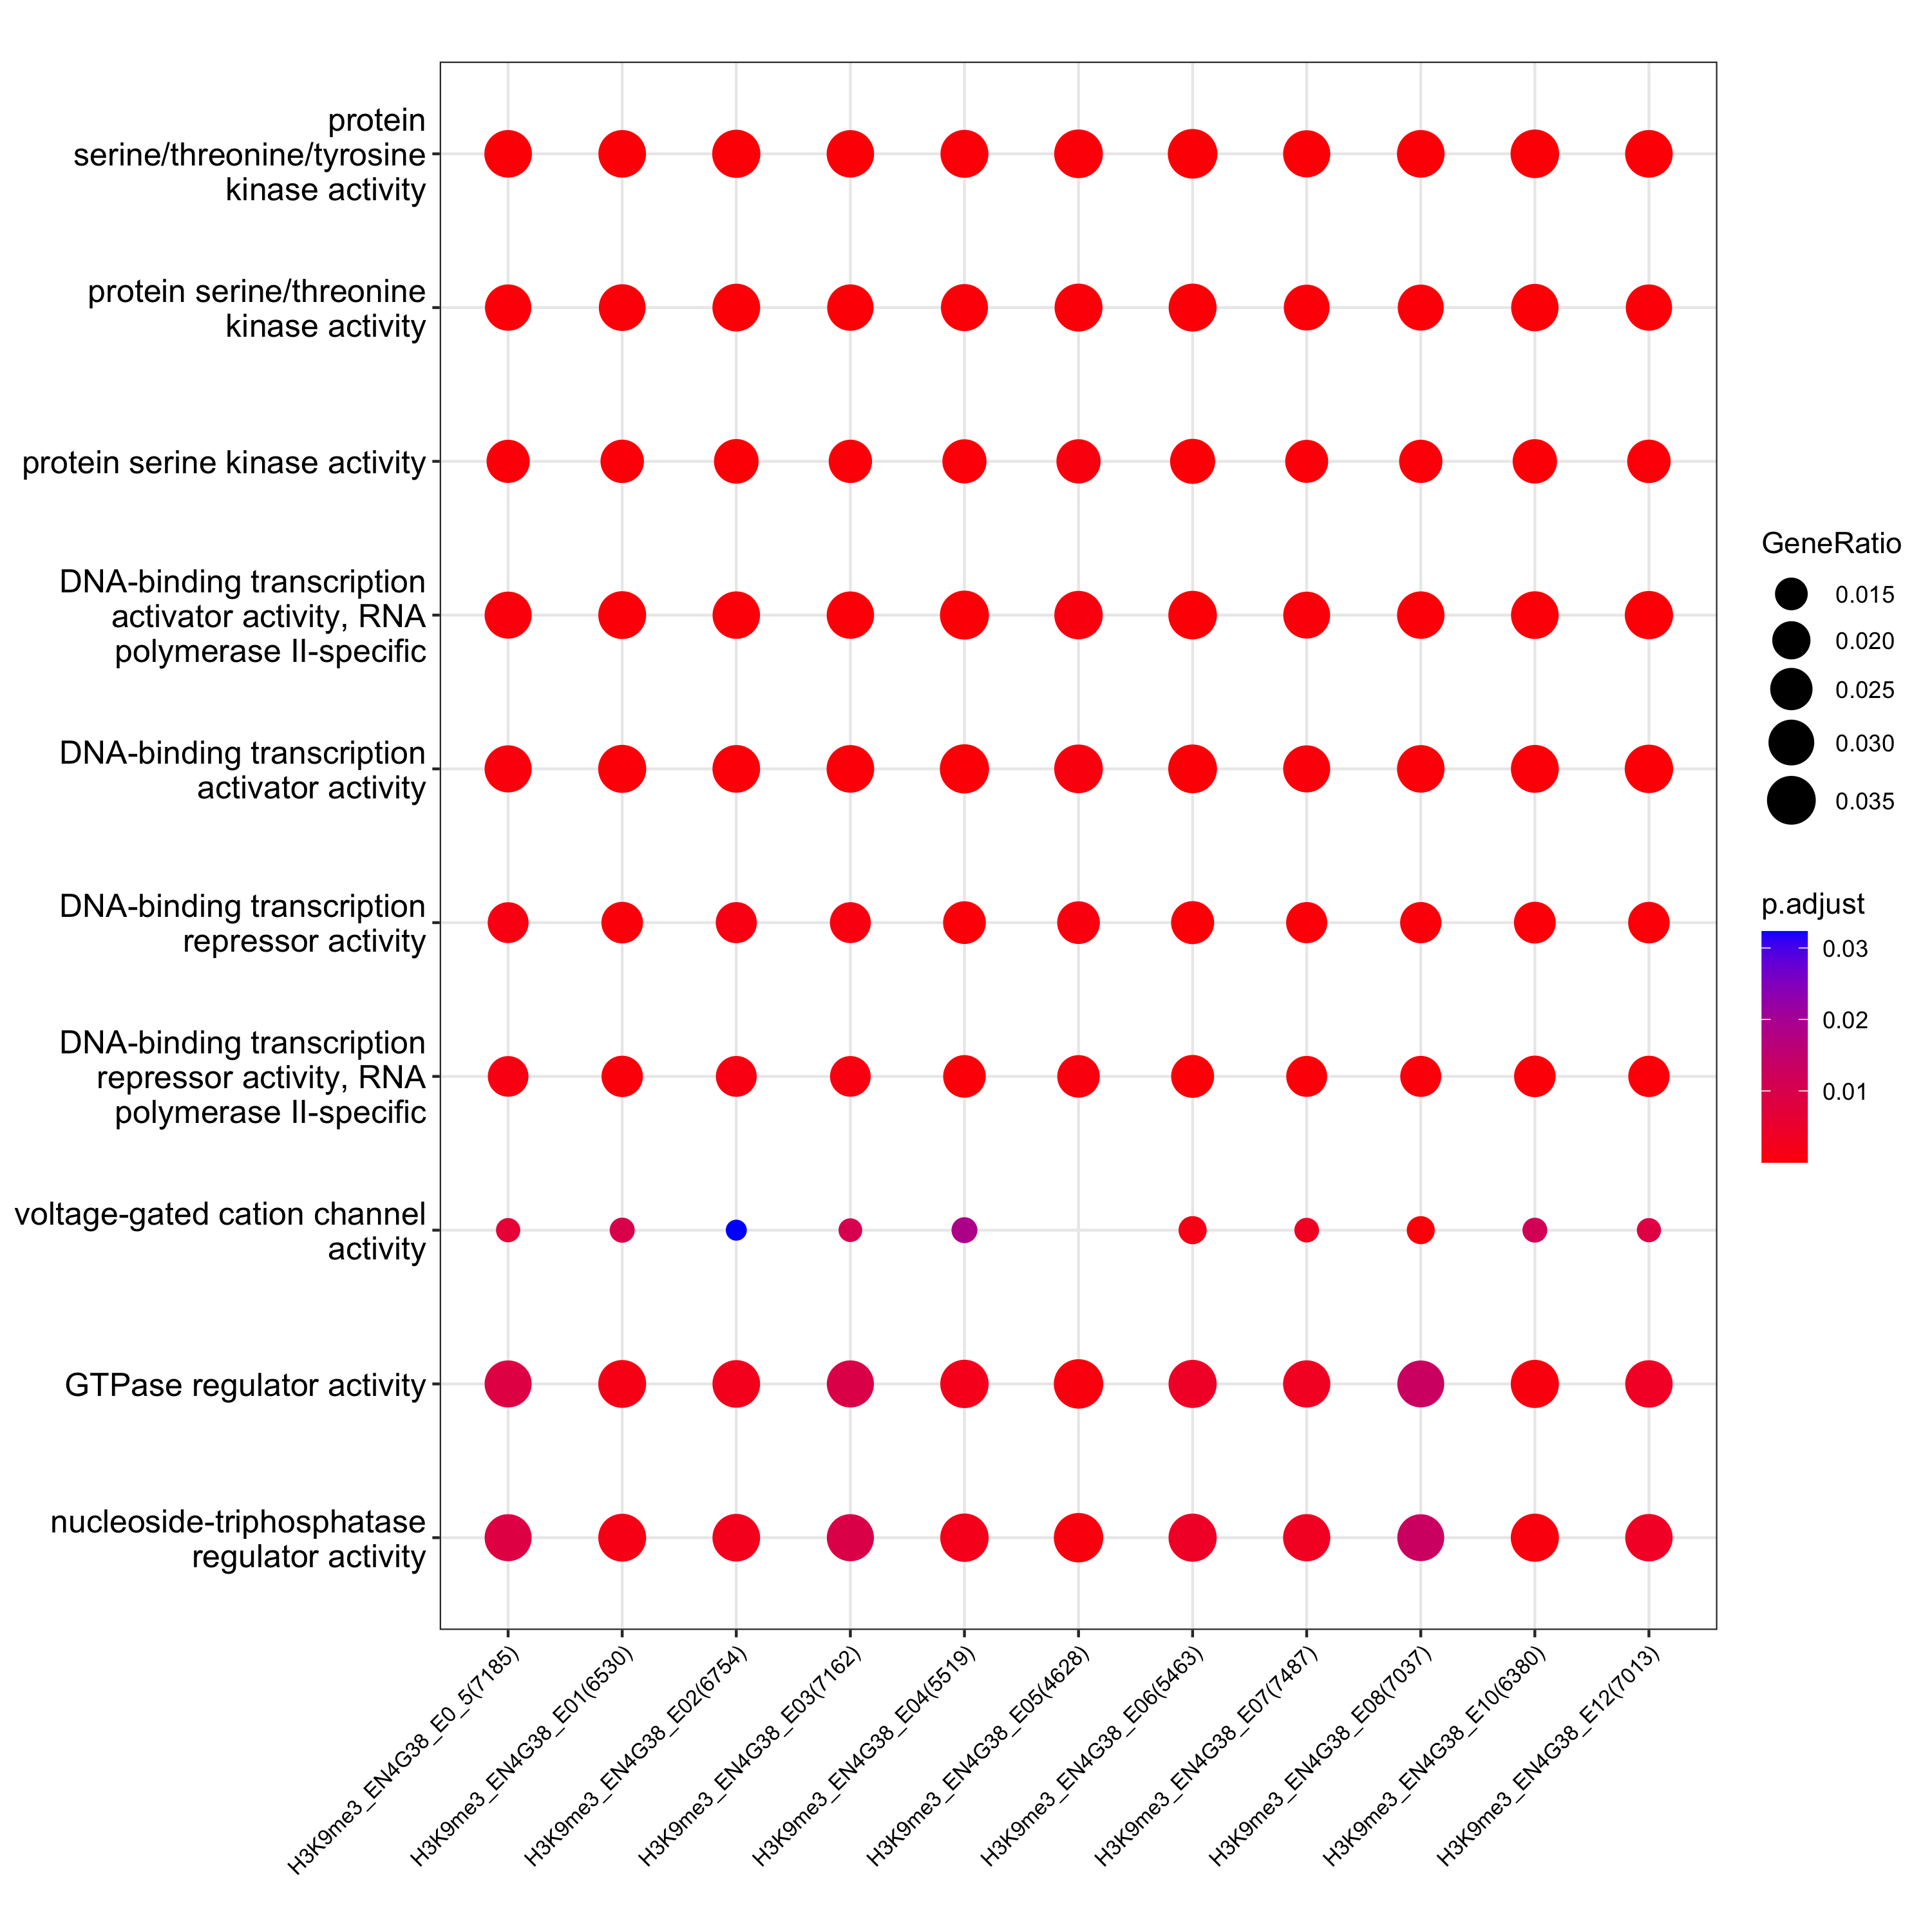 protein
serine/threonine/tyrosine
kinase activity
protein serine/threonine
kinase activity
protein serine kinase activity
DNA-binding transcription
activator activity, RNA
polymerase II-specific
DNA-binding transcription
activator activity
DNA-binding transcription
repressor activity
DNA-binding transcription
repressor activity, RNA
polymerase II-specific
voltage-gated cation channel
activity
GTPase regulator activity
nucleoside-triphosphatase
regulator activity
H3K9me3_EN4G38_E0_5(7185)
H3K9me3_EN4G38_E01(6530)
H3K9me3_EN4G38_E02(6754)
H3K9me3_EN4G38_E03(7162)
H3K9me3_EN4G38_E04(5519)
H3K9me3_EN4G38_E05(4628)
H3K9me3_EN4G38_E06(5463)
H3K9me3_EN4G38_E07(7487)
H3K9me3_EN4G38_E08(7037)
H3K9me3_EN4G38_E10(6380)
H3K9me3_EN4G38_E12(7013)
GeneRatio
0.015
0.020
0.025
0.030
0.035
p.adjust
0.03
0.02
0.01